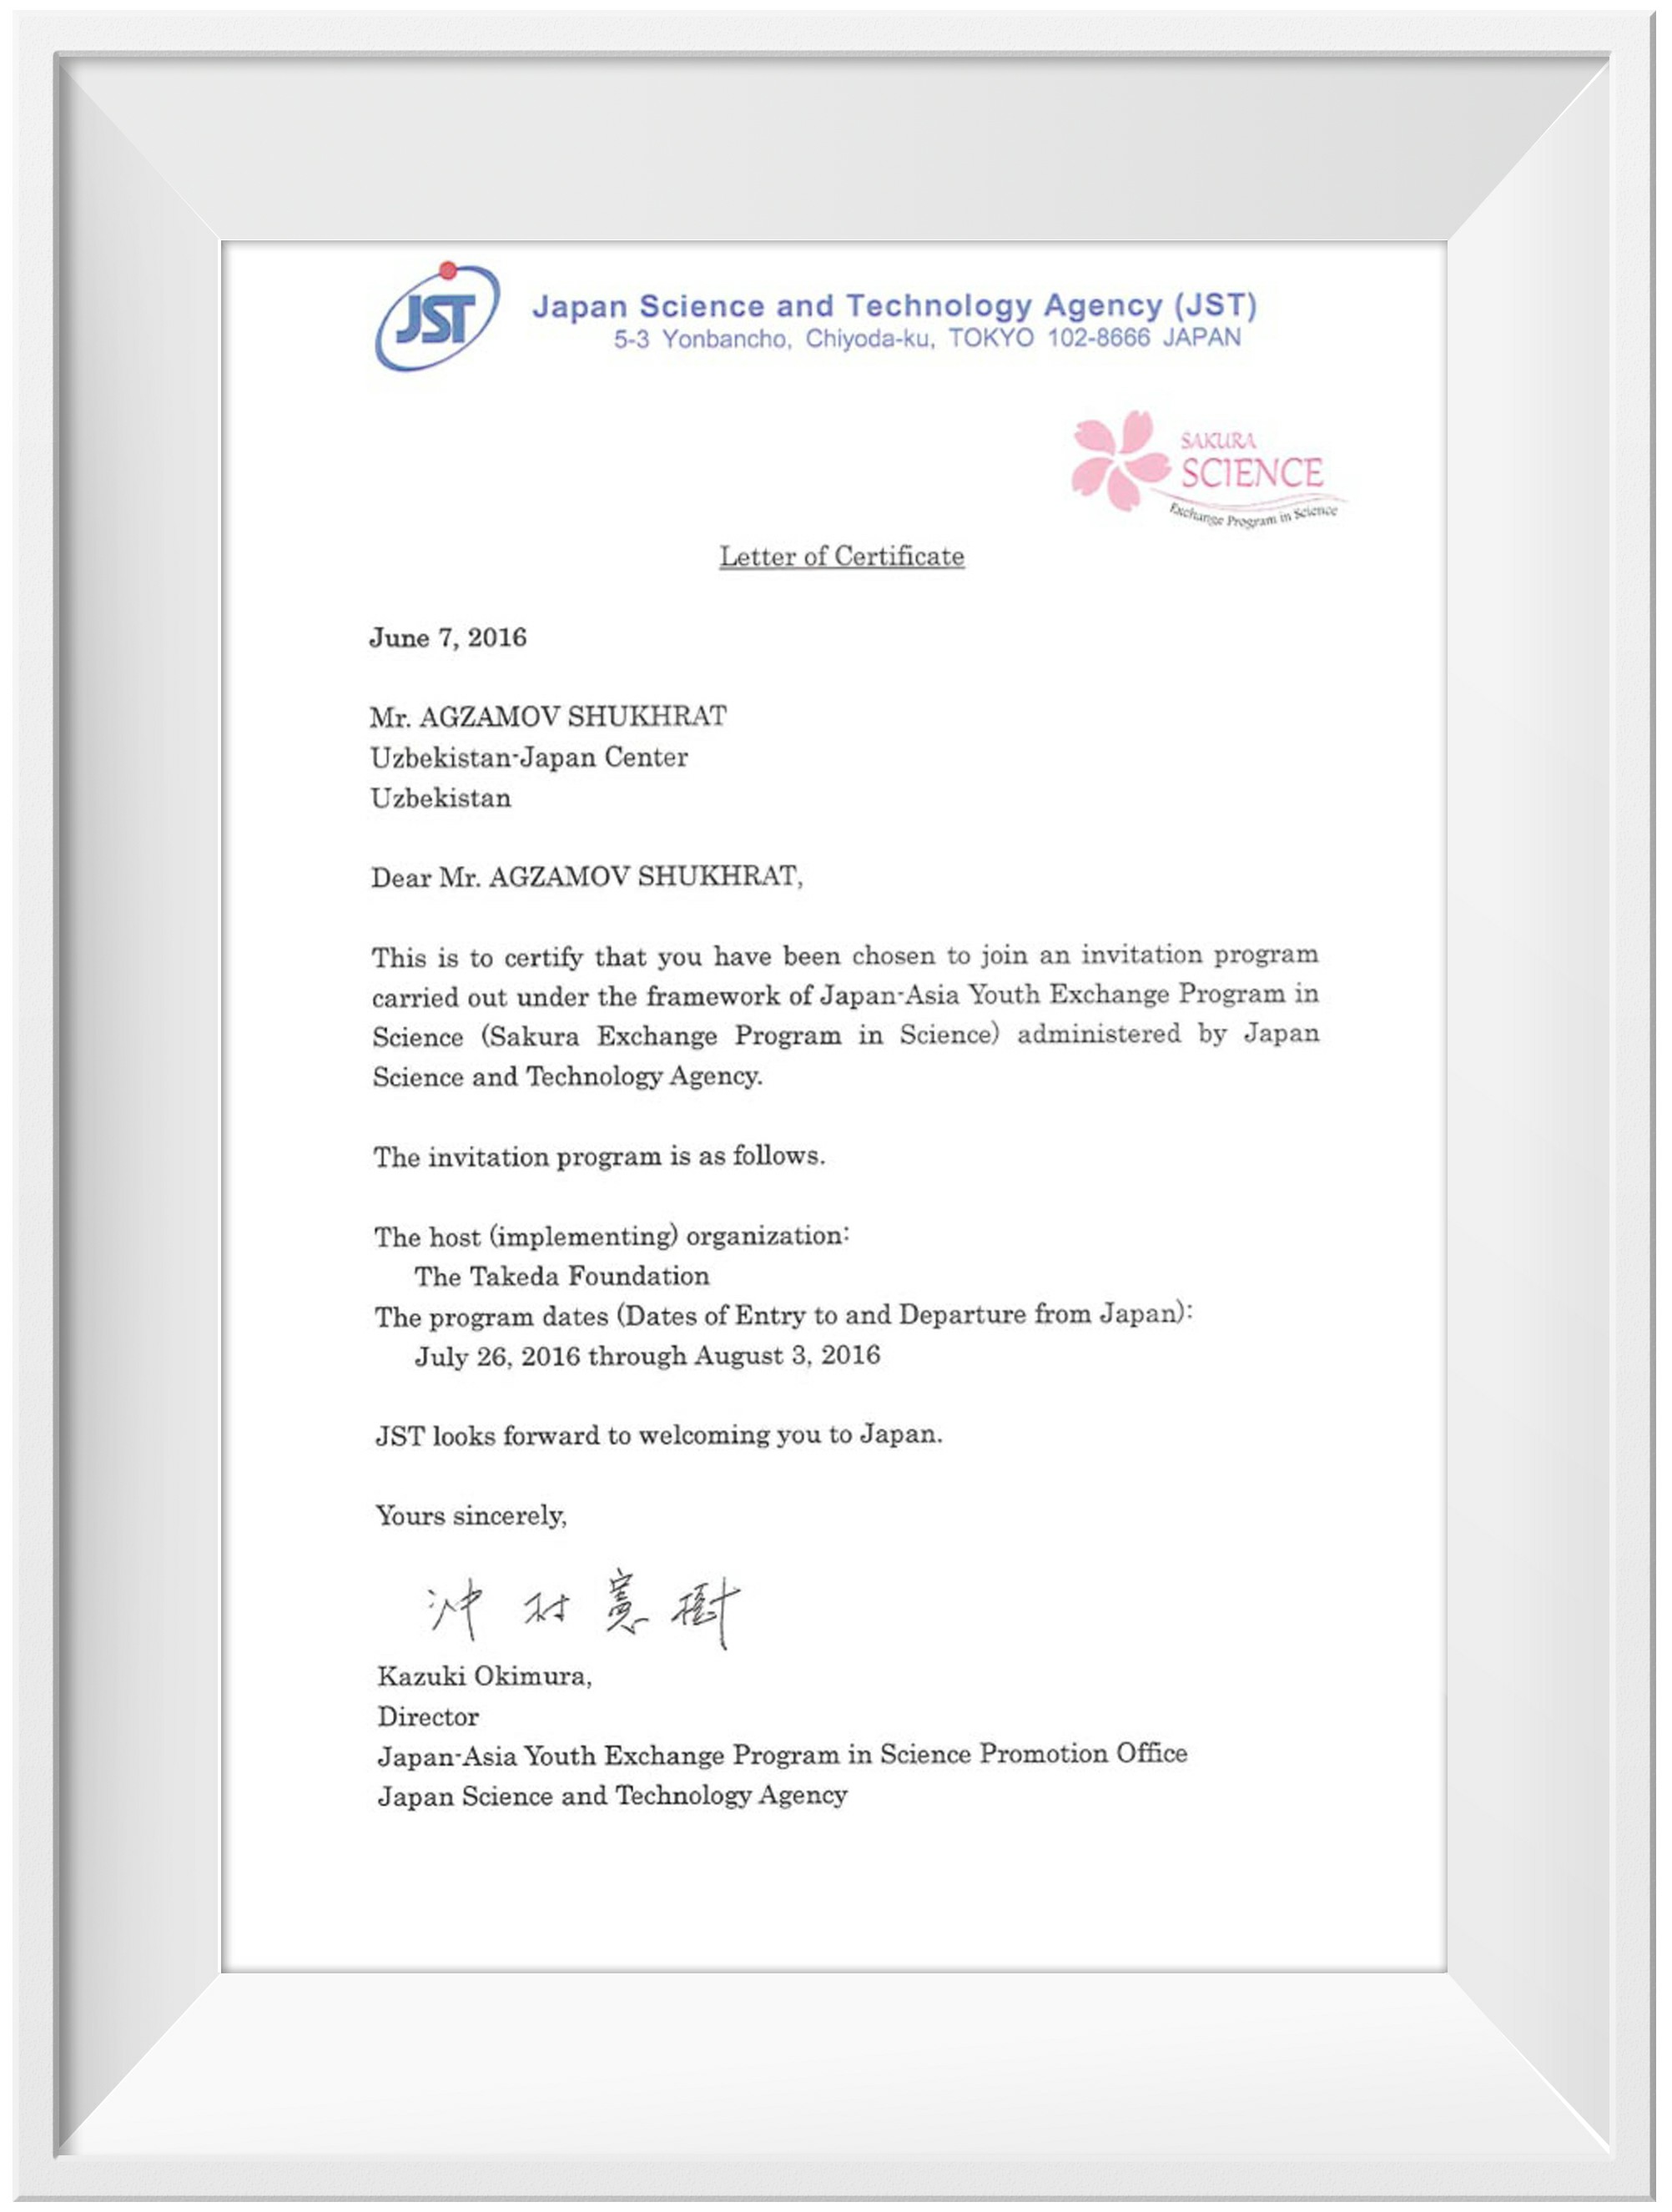 JST
Japan Science and Technology Agency (JST)
5-3 Yonbancho, Chiyoda-ku, TOKYO 102-8666 JAPAN
SAKURA
SCIENCE
Exchange Program in Science
Letter of Certificate
June 7, 2016
Mr. AGZAMOV SHUKHRAT
Uzbekistan-Japan Center
Uzbekistan
Dear Mr. AGZAMOV SHUKHRAT,
This is to certify that you have been chosen to join an invitation program
carried out under the framework of Japan-Asia Youth Exchange Program in
Science (Sakura Exchange Program in Science) administered by Japan
Science and Technology Agency.
The invitation program is as follows.
The host (implementing) organization:
The Takeda Foundation
The program dates (Dates of Entry to and Departure from Japan):
July 26, 2016 through August 3, 2016
JST looks forward to welcoming you to Japan.
Yours sincerely,
沖村憲樹
Kazuki Okimura,
Director
Japan-Asia Youth Exchange Program in Science Promotion Office
Japan Science and Technology Agency